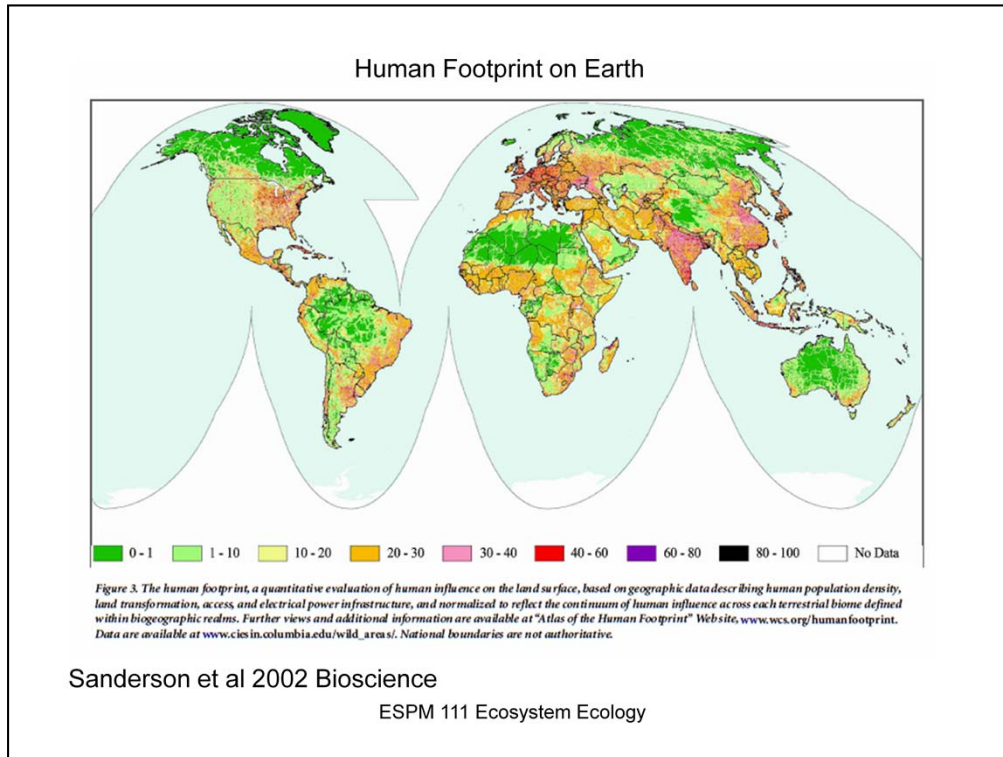 Human Footprint on Earth
0 - 1 1 - 10 10 - 20 20 - 30 30 - 40 40 - 60 60 - 80 80 - 100 No Data
Figure 3. The human footprint, a quantitative evaluation of human influence on the land surface, based on geographic data describing human population density,
land transformation, access, and electrical power infrastructure, and normalized to reflect the continuum of human influence across each terrestrial biome defined
within biogeographic realms. Further views and additional information are available at "Atlas of the Human Footprint" Website, www.wcs.org/humanfootprint.
Data are available at www.ciesin.columbia.edu/wild_areas/. National boundaries are not authoritative.
Sanderson et al 2002 Bioscience
ESPM 111 Ecosystem Ecology